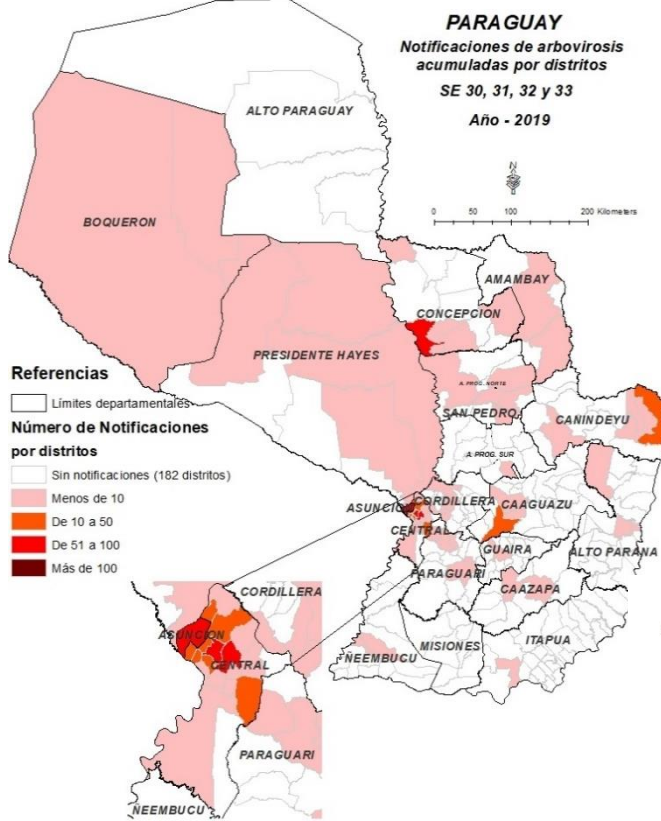 PARAGUAY
Notificaciones de arbovirosis
acumuladas por distritos
SE 30, 31, 32 y 33
Año - 2019
N
0 50 100 200 Kilometers
ALTO PARAGUAY
BOQUERON
AMAMBAY
CONCEPCION
PRESIDENTE HAYES
A. PROG. NORTE
SAN PEDRO
CANINDEYU
A. PROG. SUR
ASUNCION
CORDILLERA
CAAGUAZU
CENTRAL
GUAIRA
ALTO PARANA
PARAGUARI
CAAZAPA
ITAPUA
MISIONES
ÑEEMBUCU
Referencias
Límites departamentales
Número de Notificaciones
por distritos
Sin notificaciones (182 distritos)
Menos de 10
De 10 a 50
De 51 a 100
Más de 100
CORDILLERA
ASUNCION
CENTRAL
PARAGUARI
ÑEEMBUCU